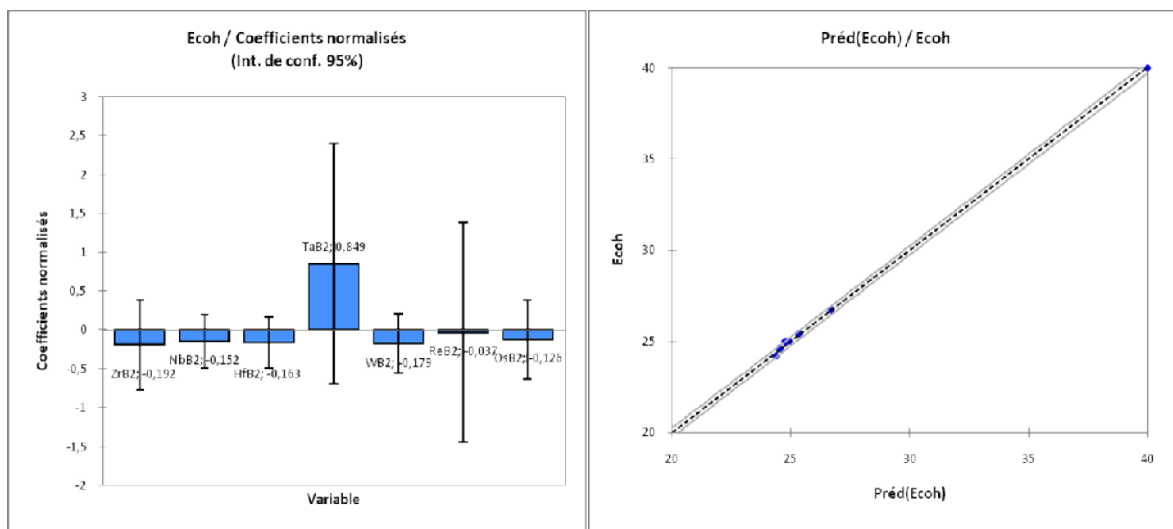 Ecoh / Coefficients normalisés
(Int. de conf. 95%)
Coefficients normalisés
3
2,5
2
1,5
1
0,5
0
-0,5
-1
-1,5
-2
ZrB2; -0,192
NbB2; -0,152
HfB2; -0,163
TaB2; 0,849
WB2; -0,179
ReB2; -0,037
OsB2; -0,126
Variable
Préd(Ecoh) / Ecoh
Ecoh
40
35
30
25
20
20
25
30
35
40
Préd(Ecoh)